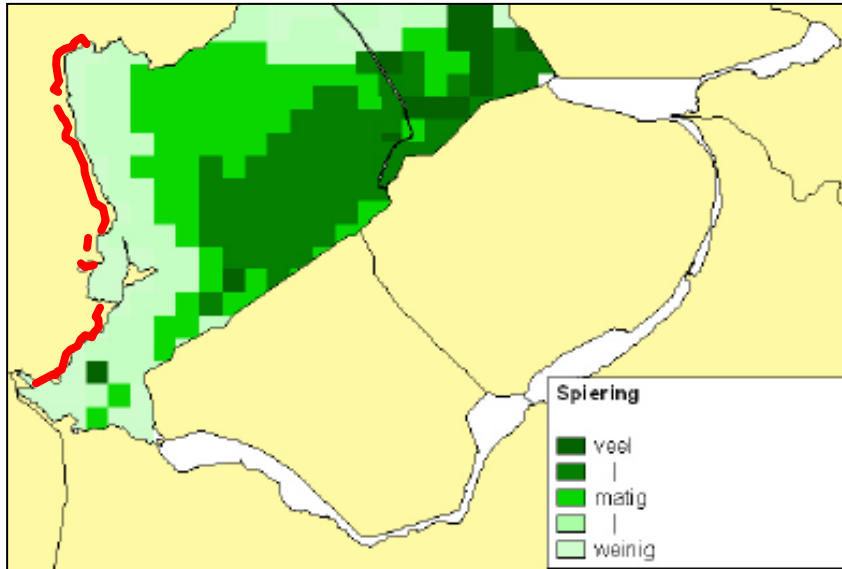 Spiering
veel
|
matig
|
weinig